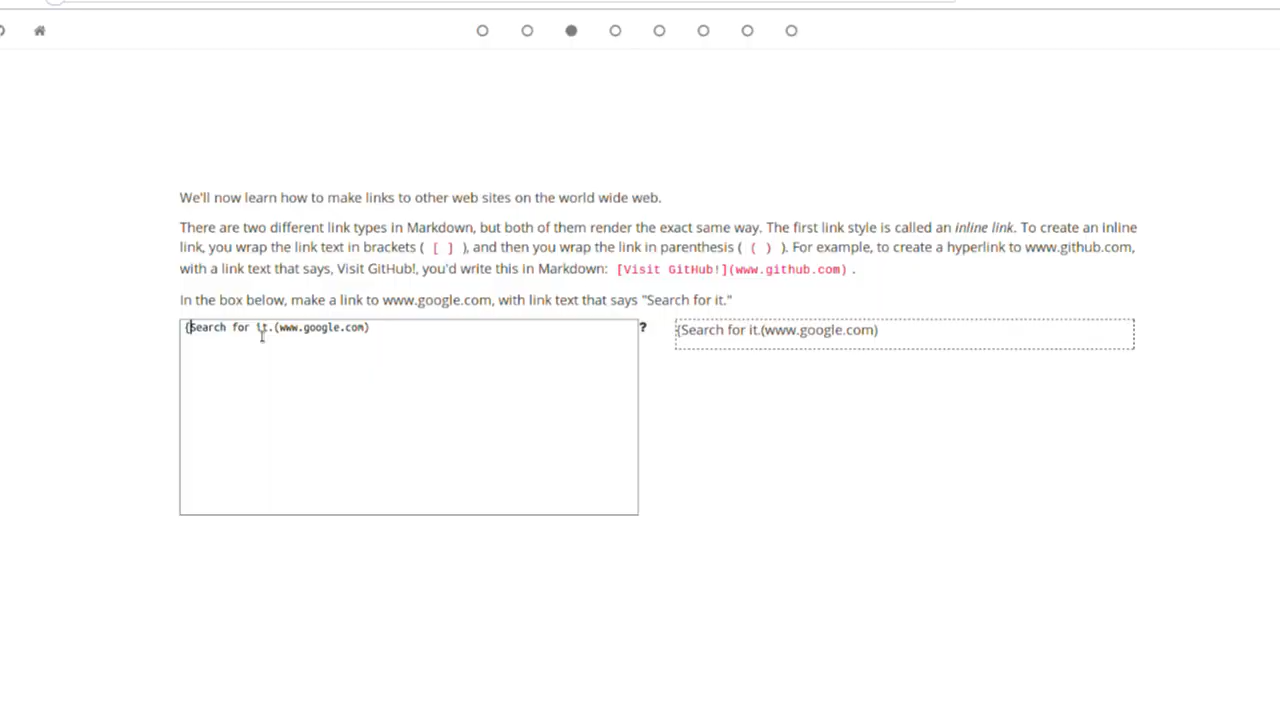 We'll now learn how to make links to other web sites on the world wide web.
There are two different link types in Markdown, but both of them render the exact same way. The first link style is called an inline link. To create an inline
link, you wrap the link text in brackets ( [ ] ), and then you wrap the link in parenthesis ( ( ) ). For example, to create a hyperlink to www.github.com,
with a link text that says, Visit GitHub!, you'd write this in Markdown: [Visit GitHub!](www.github.com) .
In the box below, make a link to www.google.com, with link text that says "Search for it."
{Search for it.(www.google.com) ? {Search for it.(www.google.com)